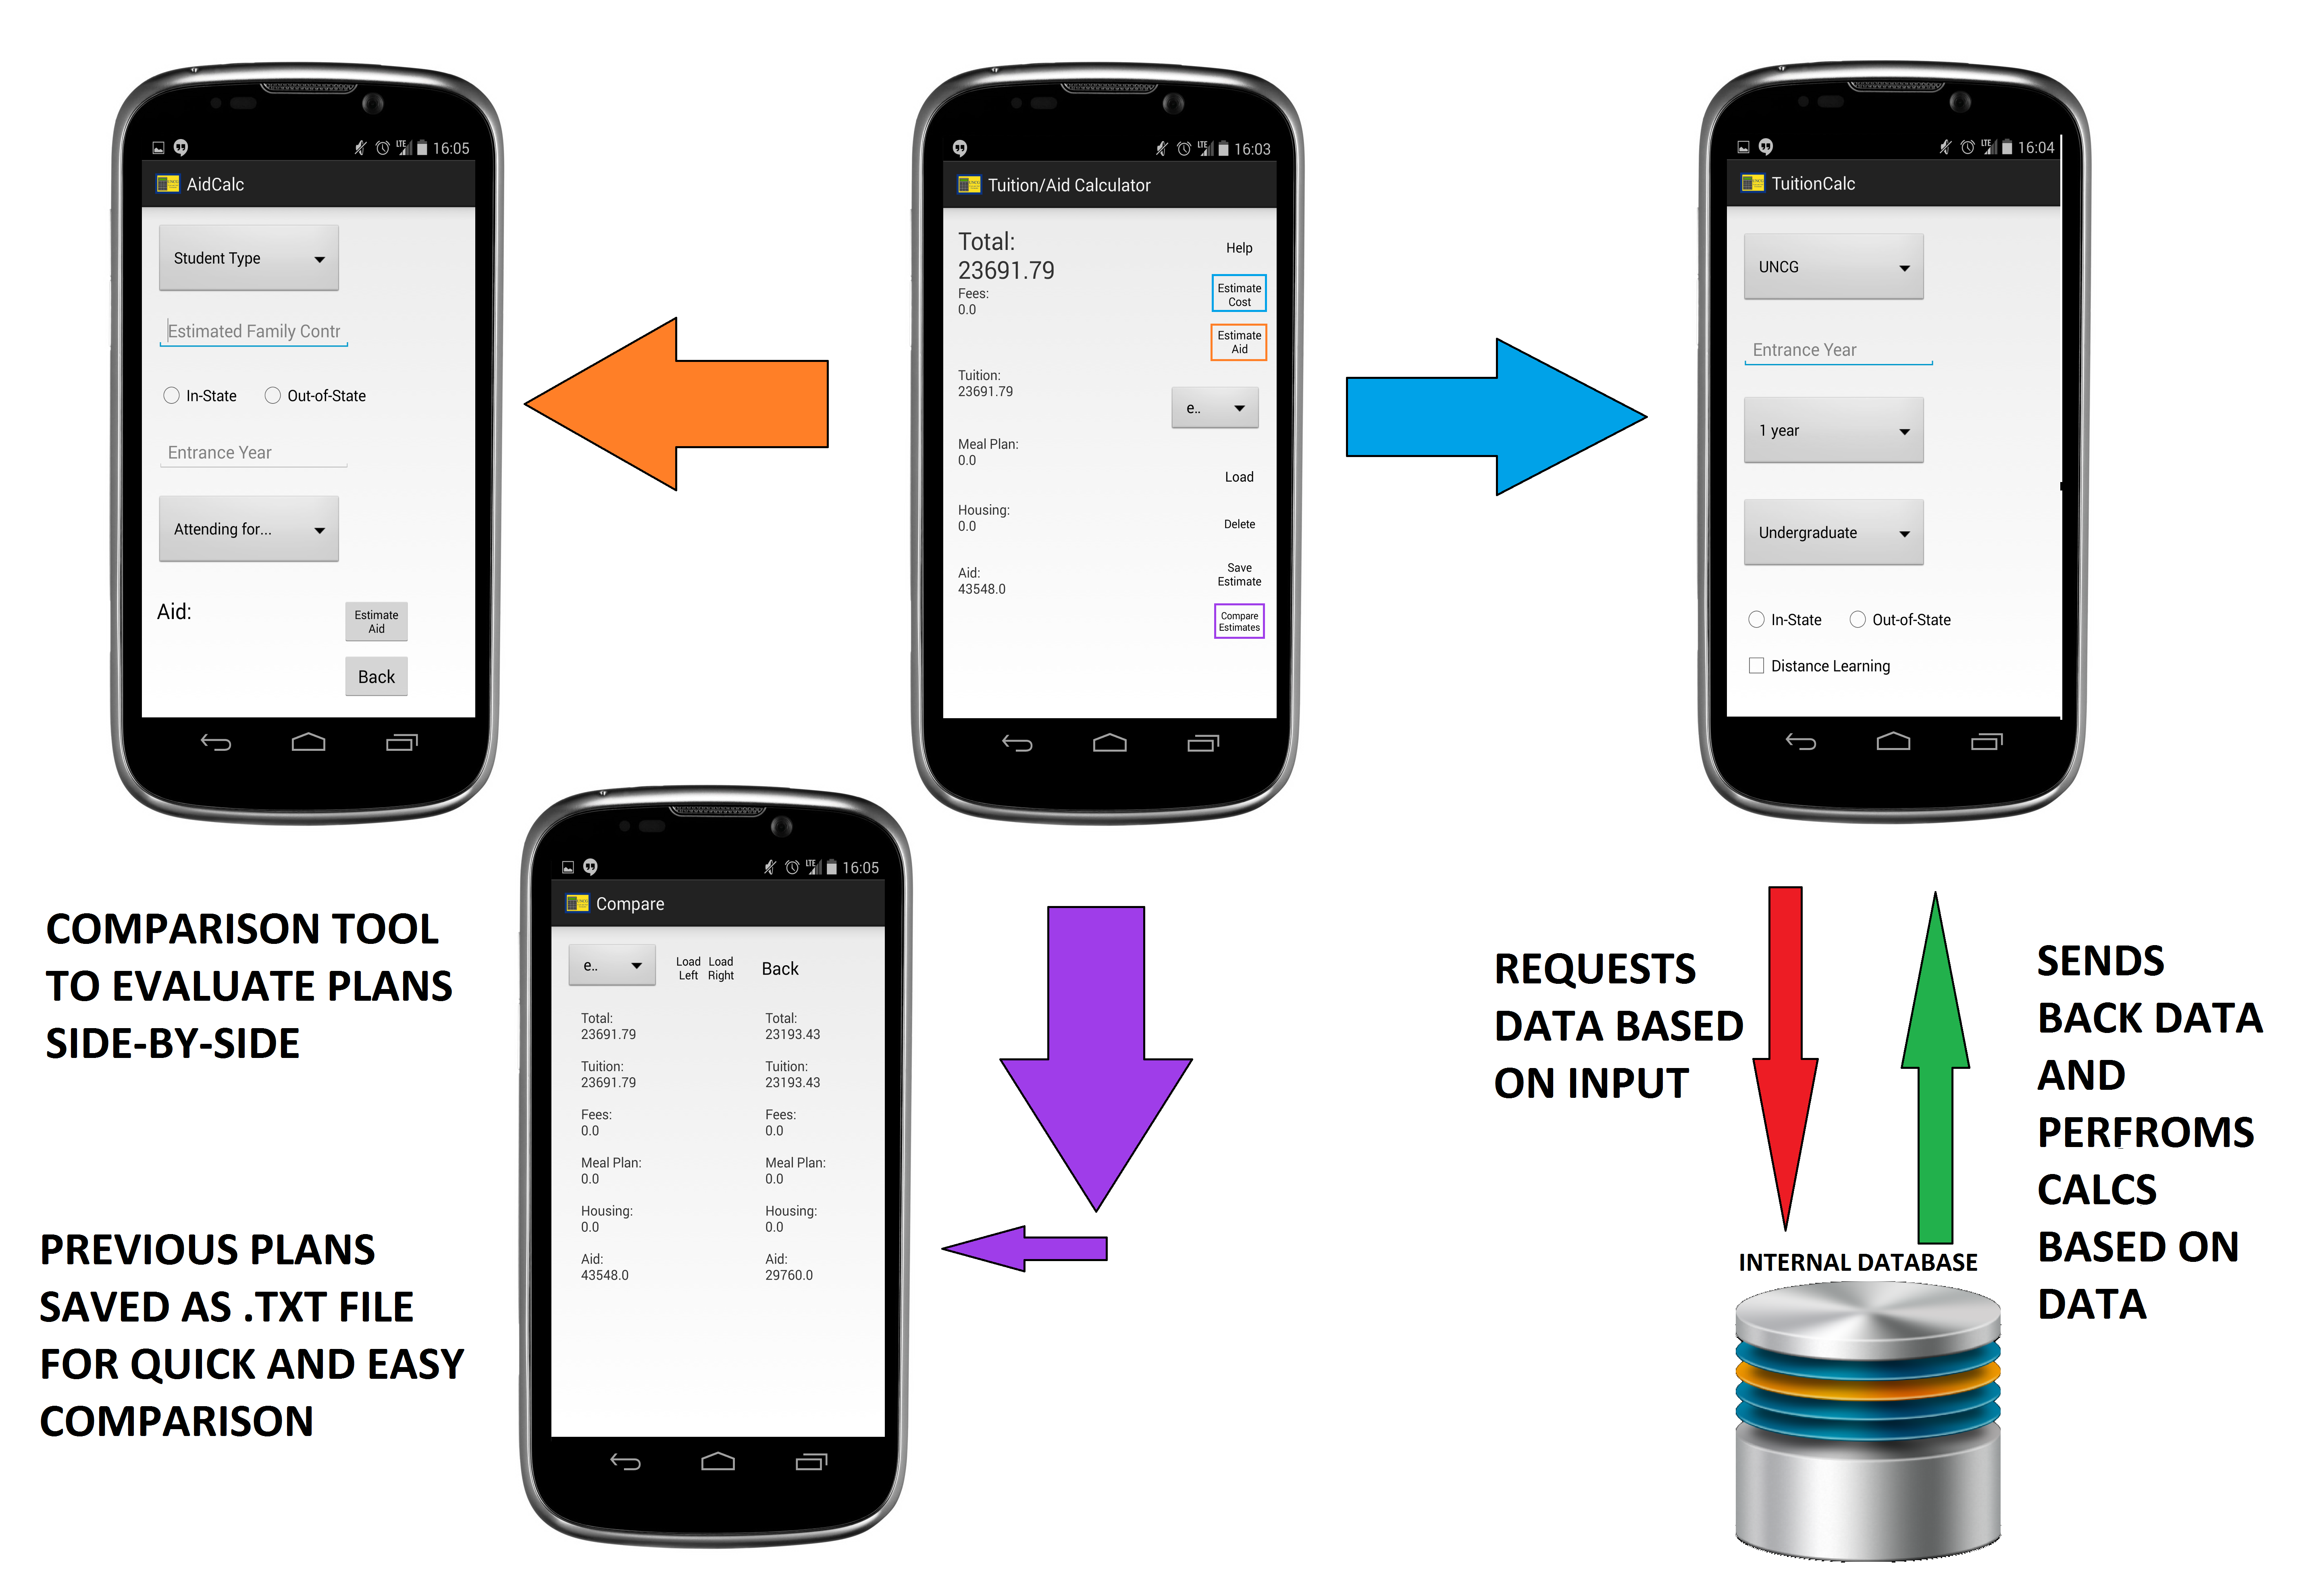 16:05
AidCalc
Student Type
Estimated Family Contr
In-State
Out-of-State
Entrance Year
Attending for...
Aid:
Estimate
Aid
Back
LTE
16:03
Tuition/Aid Calculator
Total:
23691.79
Fees:
0.0
Tuition:
23691.79
Meal Plan:
0.0
Housing:
0.0
Aid:
43548.0
Help
Estimate
Cost
Estimate
Aid
e..
Load
Delete
Save
Estimate
Compare
Estimates
LTE
16:04
TuitionCalc
UNCG
Entrance Year
1 year
Undergraduate
In-State
Out-of-State
Distance Learning
LTE
COMPARISON TOOL
TO EVALUATE PLANS
SIDE-BY-SIDE
PREVIOUS PLANS
SAVED AS .TXT FILE
FOR QUICK AND EASY
COMPARISON
LTE
16:05
Compare
e..
Load
Left
Load
Right
Back
Total:
23691.79
Tuition:
23691.79
Fees:
0.0
Meal Plan:
0.0
Housing:
0.0
Aid:
43548.0
Total:
23193.43
Tuition:
23193.43
Fees:
0.0
Meal Plan:
0.0
Housing:
0.0
Aid:
29760.0
REQUESTS
DATA BASED
ON INPUT
SENDS
BACK DATA
AND
PERFROMS
CALCS
BASED ON
DATA
INTERNAL DATABASE